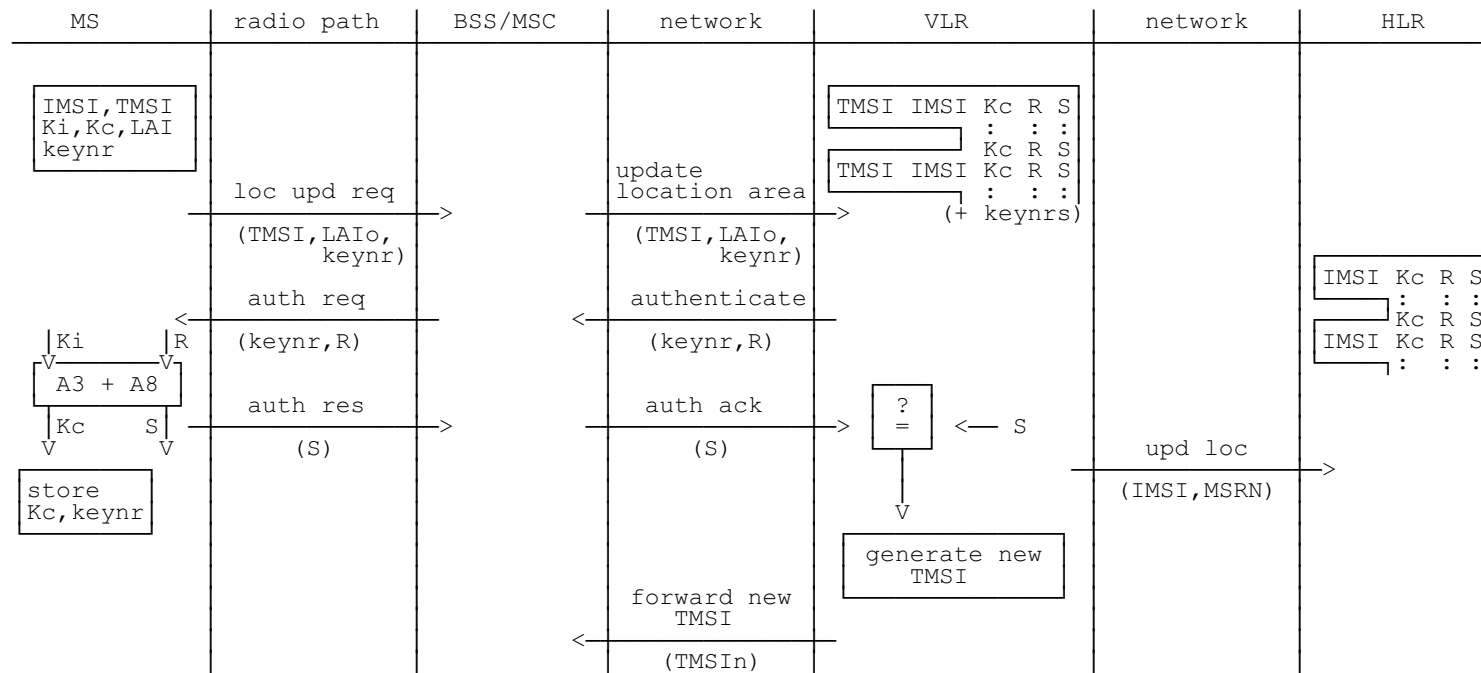 MS radio path BSS/MSC network VLR network HLR
IMSI,TMSI
Ki,Kc,LAI
keynr
TMSI IMSI Kc R S
: : :
Kc R S
TMSI IMSI Kc R S
: : :
(+ keynrs)
loc upd req
(TMSI,LAIo,
keynr)
update
location area
(TMSI,LAIo,
keynr)
IMSI Kc R S
: : :
Kc R S
IMSI Kc R S
: : :
auth req
(keynr,R)
authenticate
(keynr,R)
Ki R
A3 + A8
Kc S
auth res
(S)
auth ack
(S)
?
=
S
upd loc
(IMSI,MSRN)
store
Kc,keynr
generate new
TMSI
forward new
TMSI
(TMSIn)